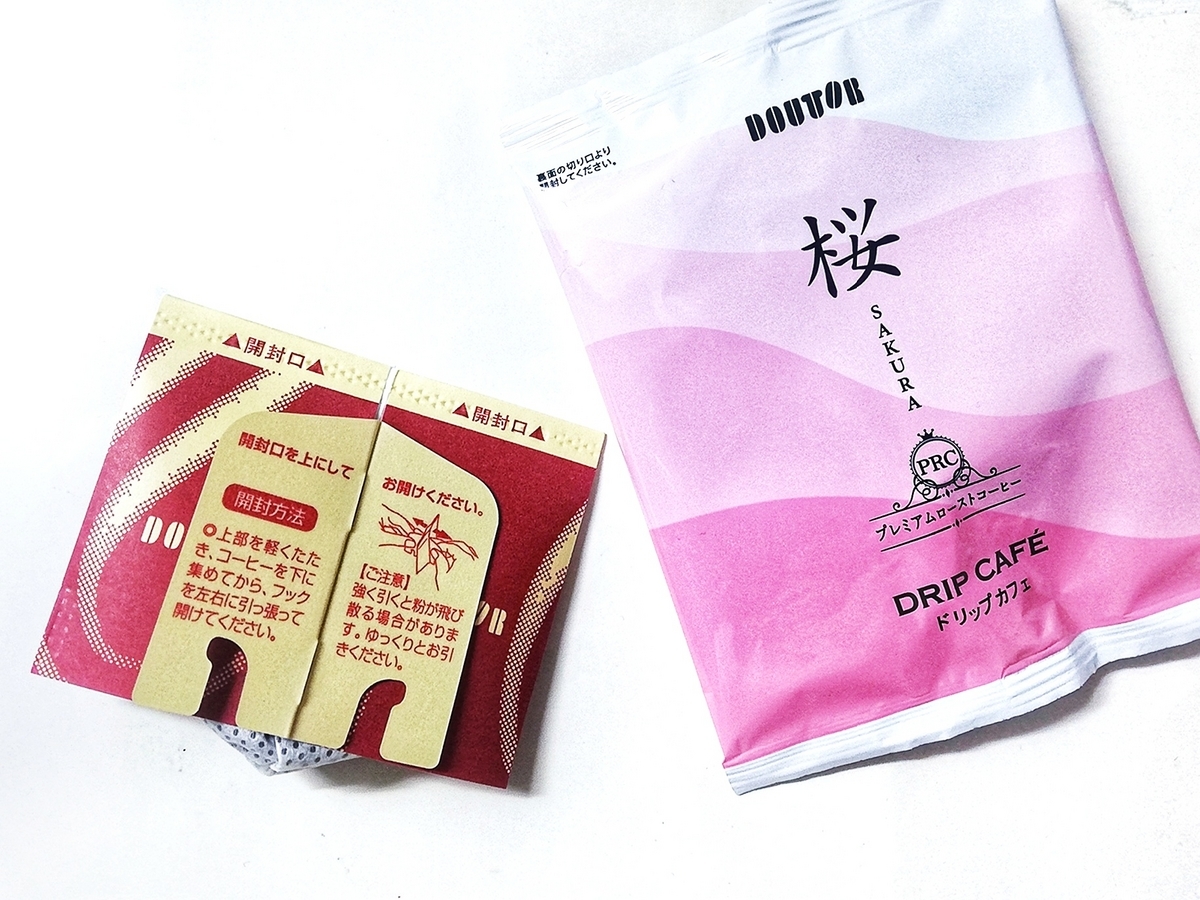 DOUTOR
裏面の切り口より
開封してください。
桜
SAKURA
PRC
プレミアムローストコーヒー
DRIP CAFÉ
ドリップ カフェ
▲開封口▲
▲開封口▲
開封口を上にして
開封方法
◎上部を軽くたた
き、コーヒーを下に
集めてから、フック
を左右に引っ張って
開けてください。
お開けください。
【ご注意】
強く引くと粉が飛び
散る場合がありま
す。ゆっくりとお引
きください。
DO
OR